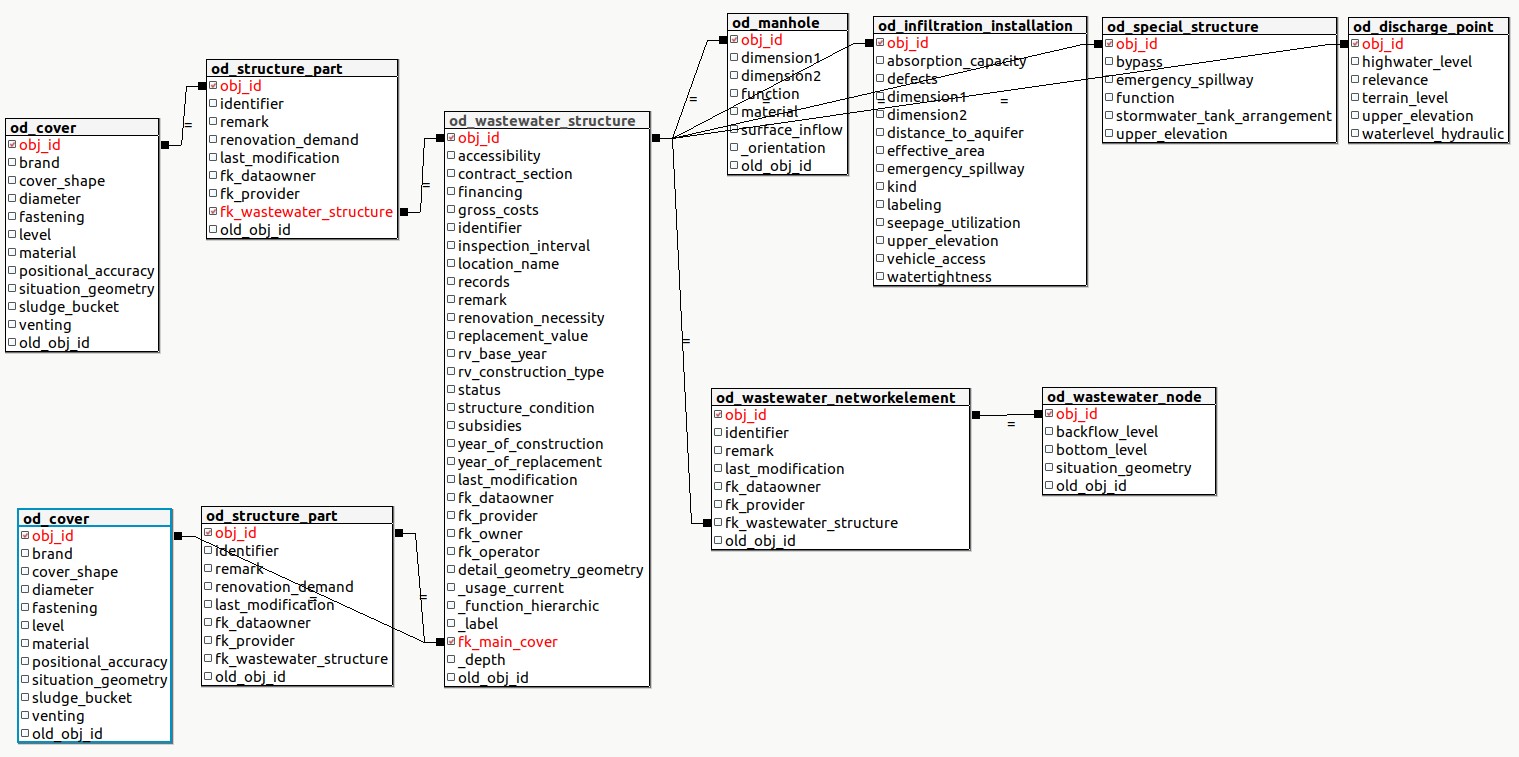 od_cover
obj_id
brand
cover_shape
diameter
fastening
level
material
positional_accuracy
situation_geometry
sludge_bucket
venting
old_obj_id
=
od_structure_part
obj_id
identifier
remark
renovation_demand
last_modification
fk_dataowner
fk_provider
fk_wastewater_structure
old_obj_id
=
od_wastewater_structure
obj_id
accessibility
contract_section
financing
gross_costs
identifier
inspection_interval
location_name
records
remark
renovation_necessity
replacement_value
rv_base_year
rv_construction_type
status
structure_condition
subsidies
year_of_construction
year_of_replacement
last_modification
fk_dataowner
fk_provider
fk_owner
fk_operator
detail_geometry_geometry
_usage_current
_function_hierarchic
_label
fk_main_cover
_depth
old_obj_id
=
od_manhole
obj_id
dimension1
dimension2
function
material
surface_inflow
_orientation
old_obj_id
=
od_infiltration_installation
obj_id
absorption_capacity
defects
dimension1
dimension2
distance_to_aquifer
effective_area
emergency_spillway
kind
labeling
seepage_utilization
upper_elevation
vehicle_access
watertightness
=
=
od_special_structure
obj_id
bypass
emergency_spillway
function
stormwater_tank_arrangement
upper_elevation
od_discharge_point
obj_id
highwater_level
relevance
terrain_level
upper_elevation
waterlevel_hydraulic
=
od_wastewater_networkelement
obj_id
identifier
remark
last_modification
fk_dataowner
fk_provider
fk_wastewater_structure
old_obj_id
=
od_wastewater_node
obj_id
backflow_level
bottom_level
situation_geometry
old_obj_id
od_cover
obj_id
brand
cover_shape
diameter
fastening
level
material
positional_accuracy
situation_geometry
sludge_bucket
venting
old_obj_id
=
od_structure_part
obj_id
identifier
remark
renovation_demand
last_modification
fk_dataowner
fk_provider
fk_wastewater_structure
old_obj_id
=